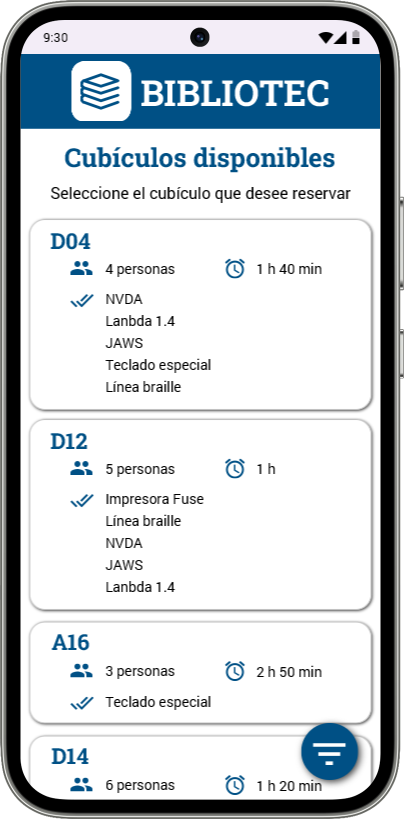 9:30
BIBLIOTEC
Cubículos disponibles
Seleccione el cubículo que desee reservar
D04
4 personas 1 h 40 min
NVDA
Lanbda 1.4
JAWS
Teclado especial
Línea braille
D12
5 personas 1 h
Impresora Fuse
Línea braille
NVDA
JAWS
Lanbda 1.4
A16
3 personas 2 h 50 min
Teclado especial
D14
6 personas 1 h 20 min